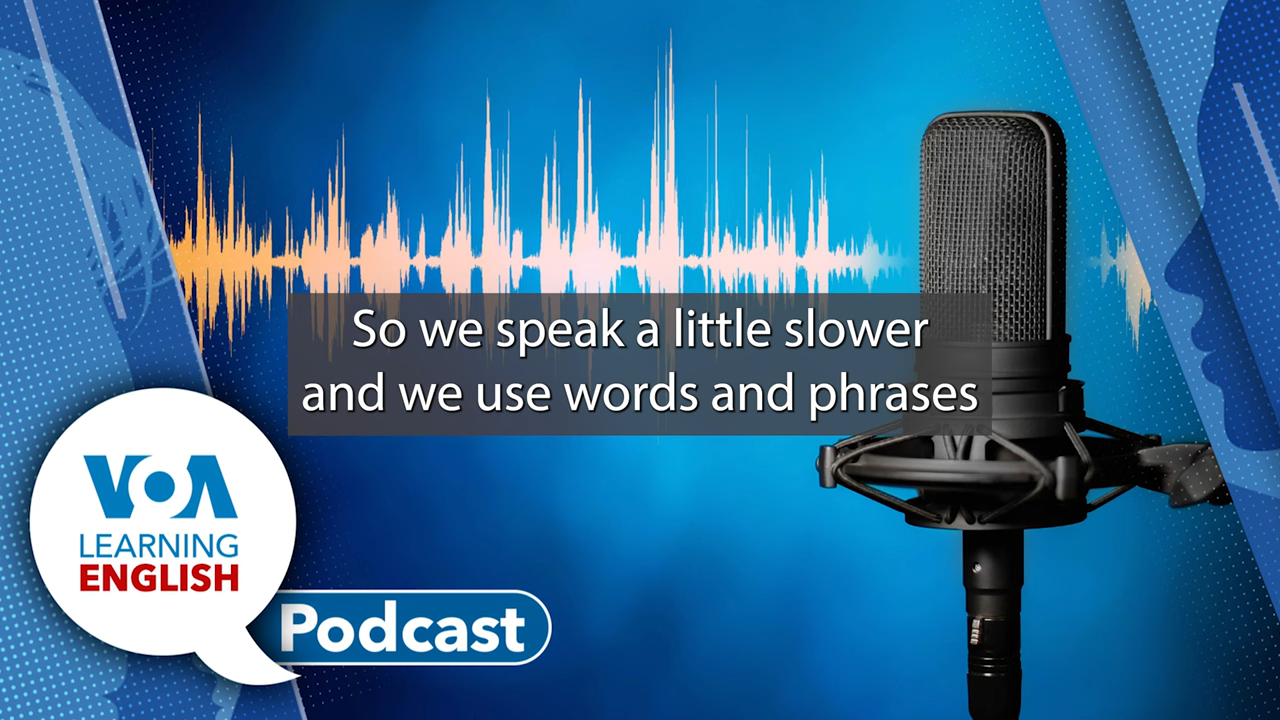 So we speak a little slower
and we use words and phrases
VOA
LEARNING
ENGLISH
Podcast